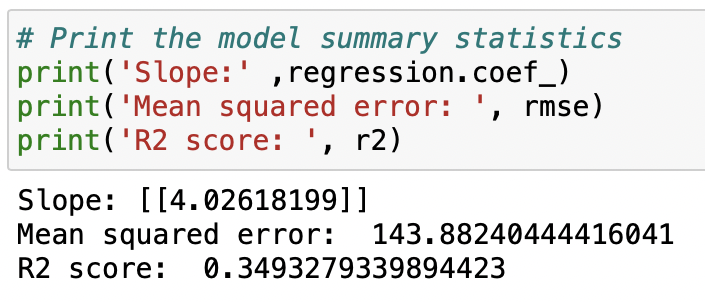 # Print the model summary statistics
print('Slope:' ,regression.coef_)
print('Mean squared error: ', rmse)
print('R2 score: ', r2)
Slope: [[4.02618199]]
Mean squared error:  143.88240444416041
R2 score:  0.3493279339894423